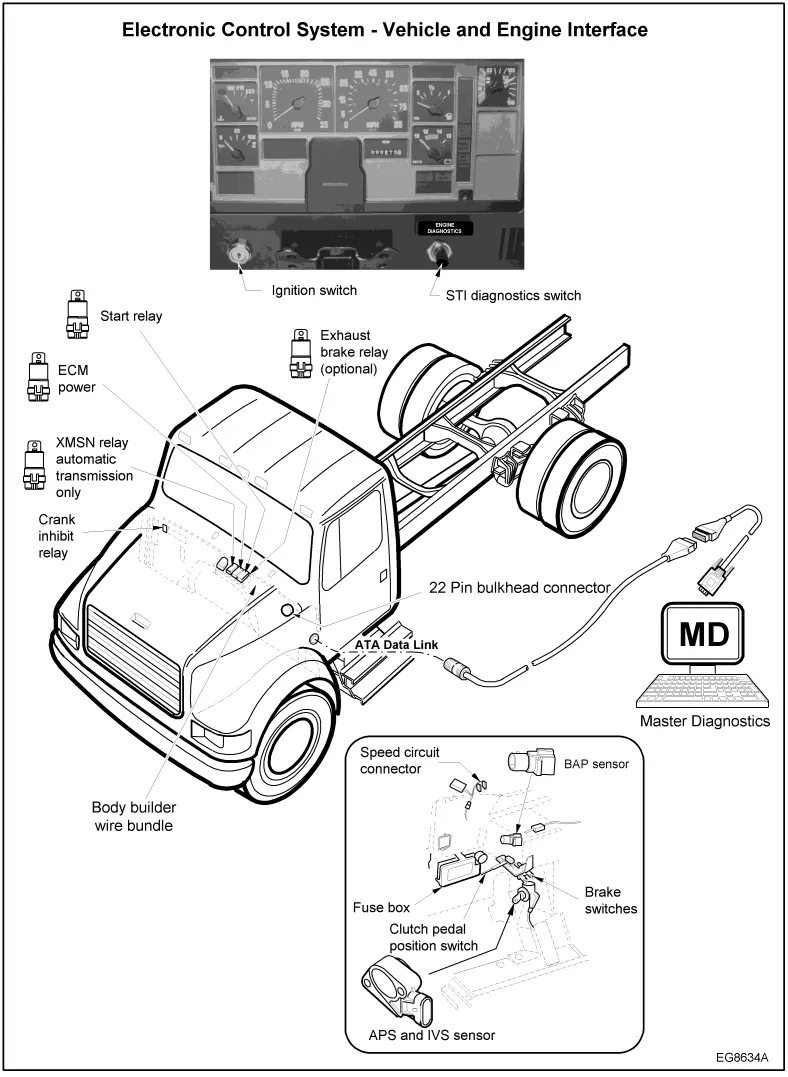 Electronic Control System - Vehicle and Engine Interface
ENGINE
DIAGNOSTICS
Ignition switch
STI diagnostics switch
Start relay
Exhaust
brake relay
(optional)
ECM
power
XMSN relay
automatic
transmission
only
Crank
inhibit
relay
22 Pin bulkhead connector
ATA Data Link
MD
Master Diagnostics
Body builder
wire bundle
Speed circuit
connector
BAP sensor
Fuse box
Clutch pedal
position switch
Brake
switches
APS and IVS sensor
EG8634A